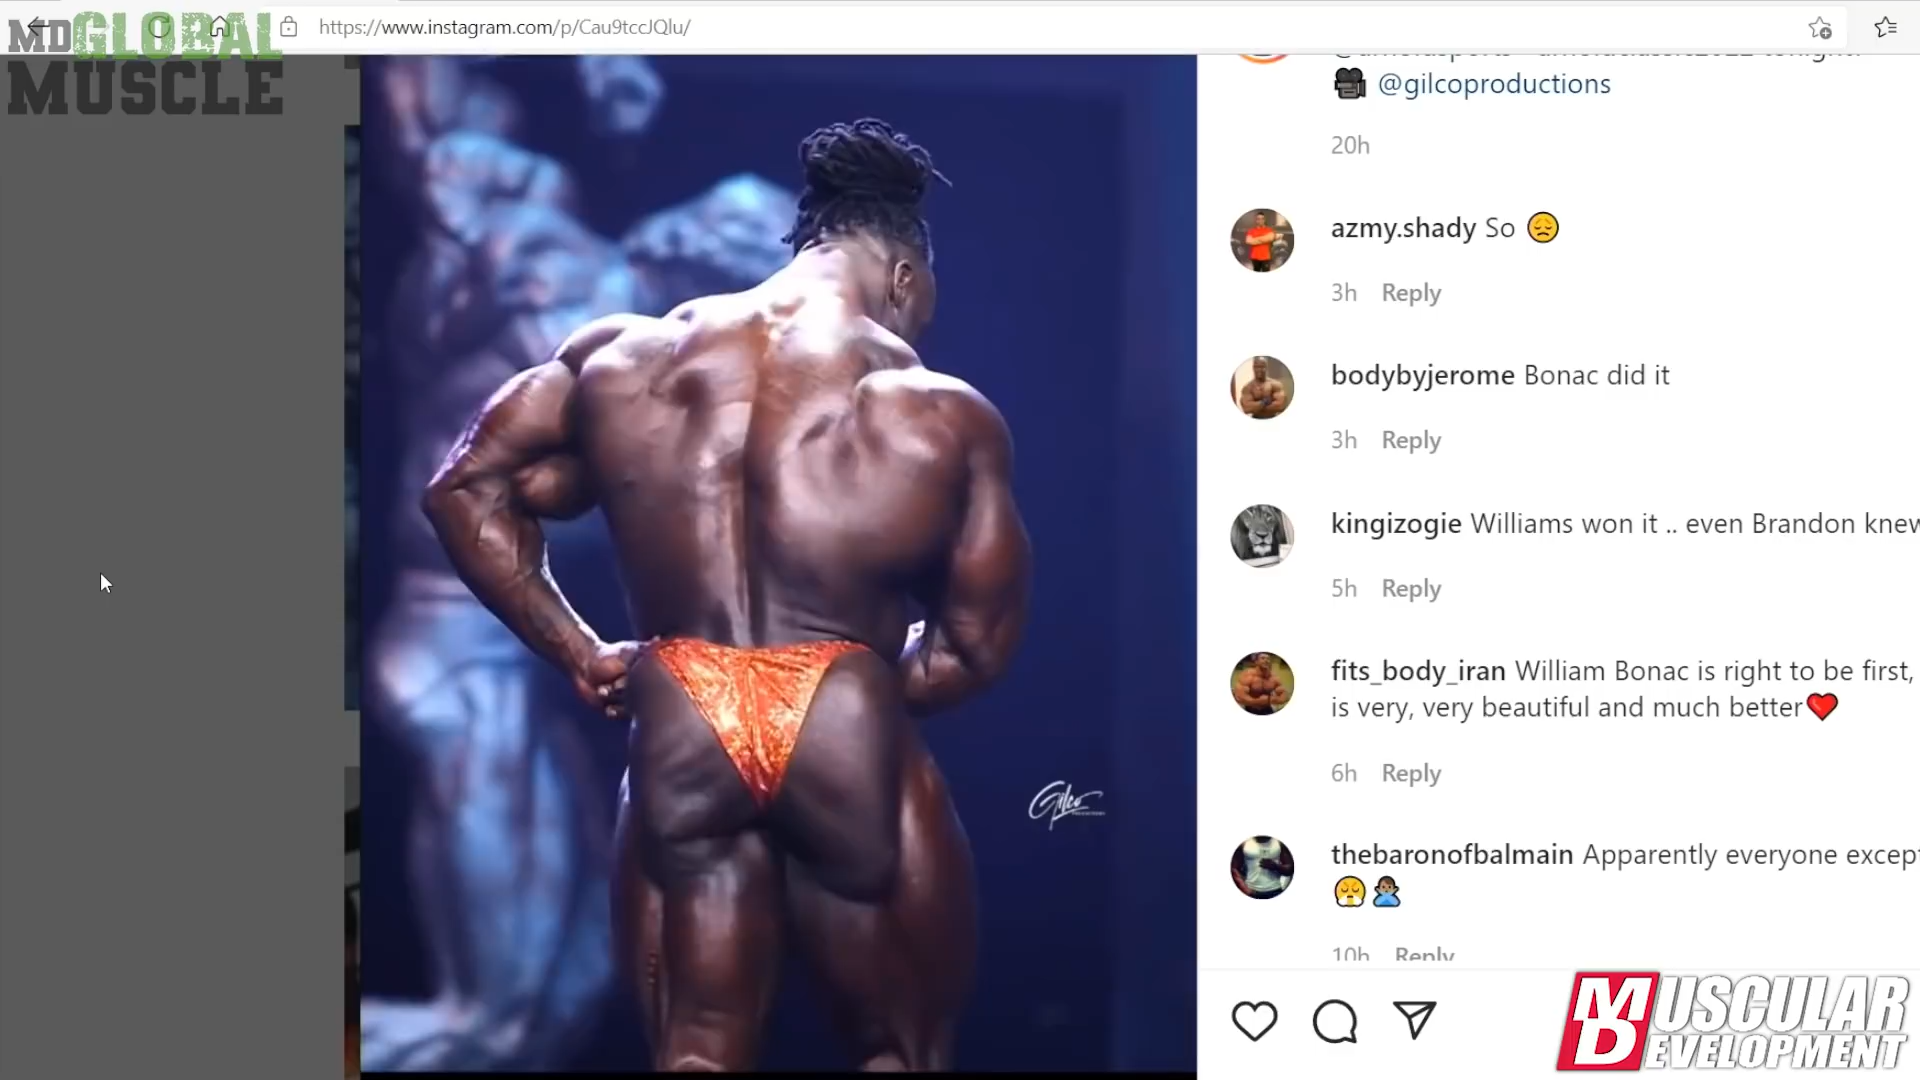 MD GLOBAL
MUSCLE
https://www.instagram.com/p/Cau9tccJQlu/
@gilcoproductions
20h
azmy.shady So 😞
3h Reply
bodybyjerome Bonac did it
3h Reply
kingizogie Williams won it .. even Brandon knew
5h Reply
fits_body_iran William Bonac is right to be first,
is very, very beautiful and much better❤️
6h Reply
thebaronofbalmain Apparently everyone except
😤🙅🏽‍♂️
10h Reply
Gilco
PRODUCTIONS
MUSCULAR
DEVELOPMENT